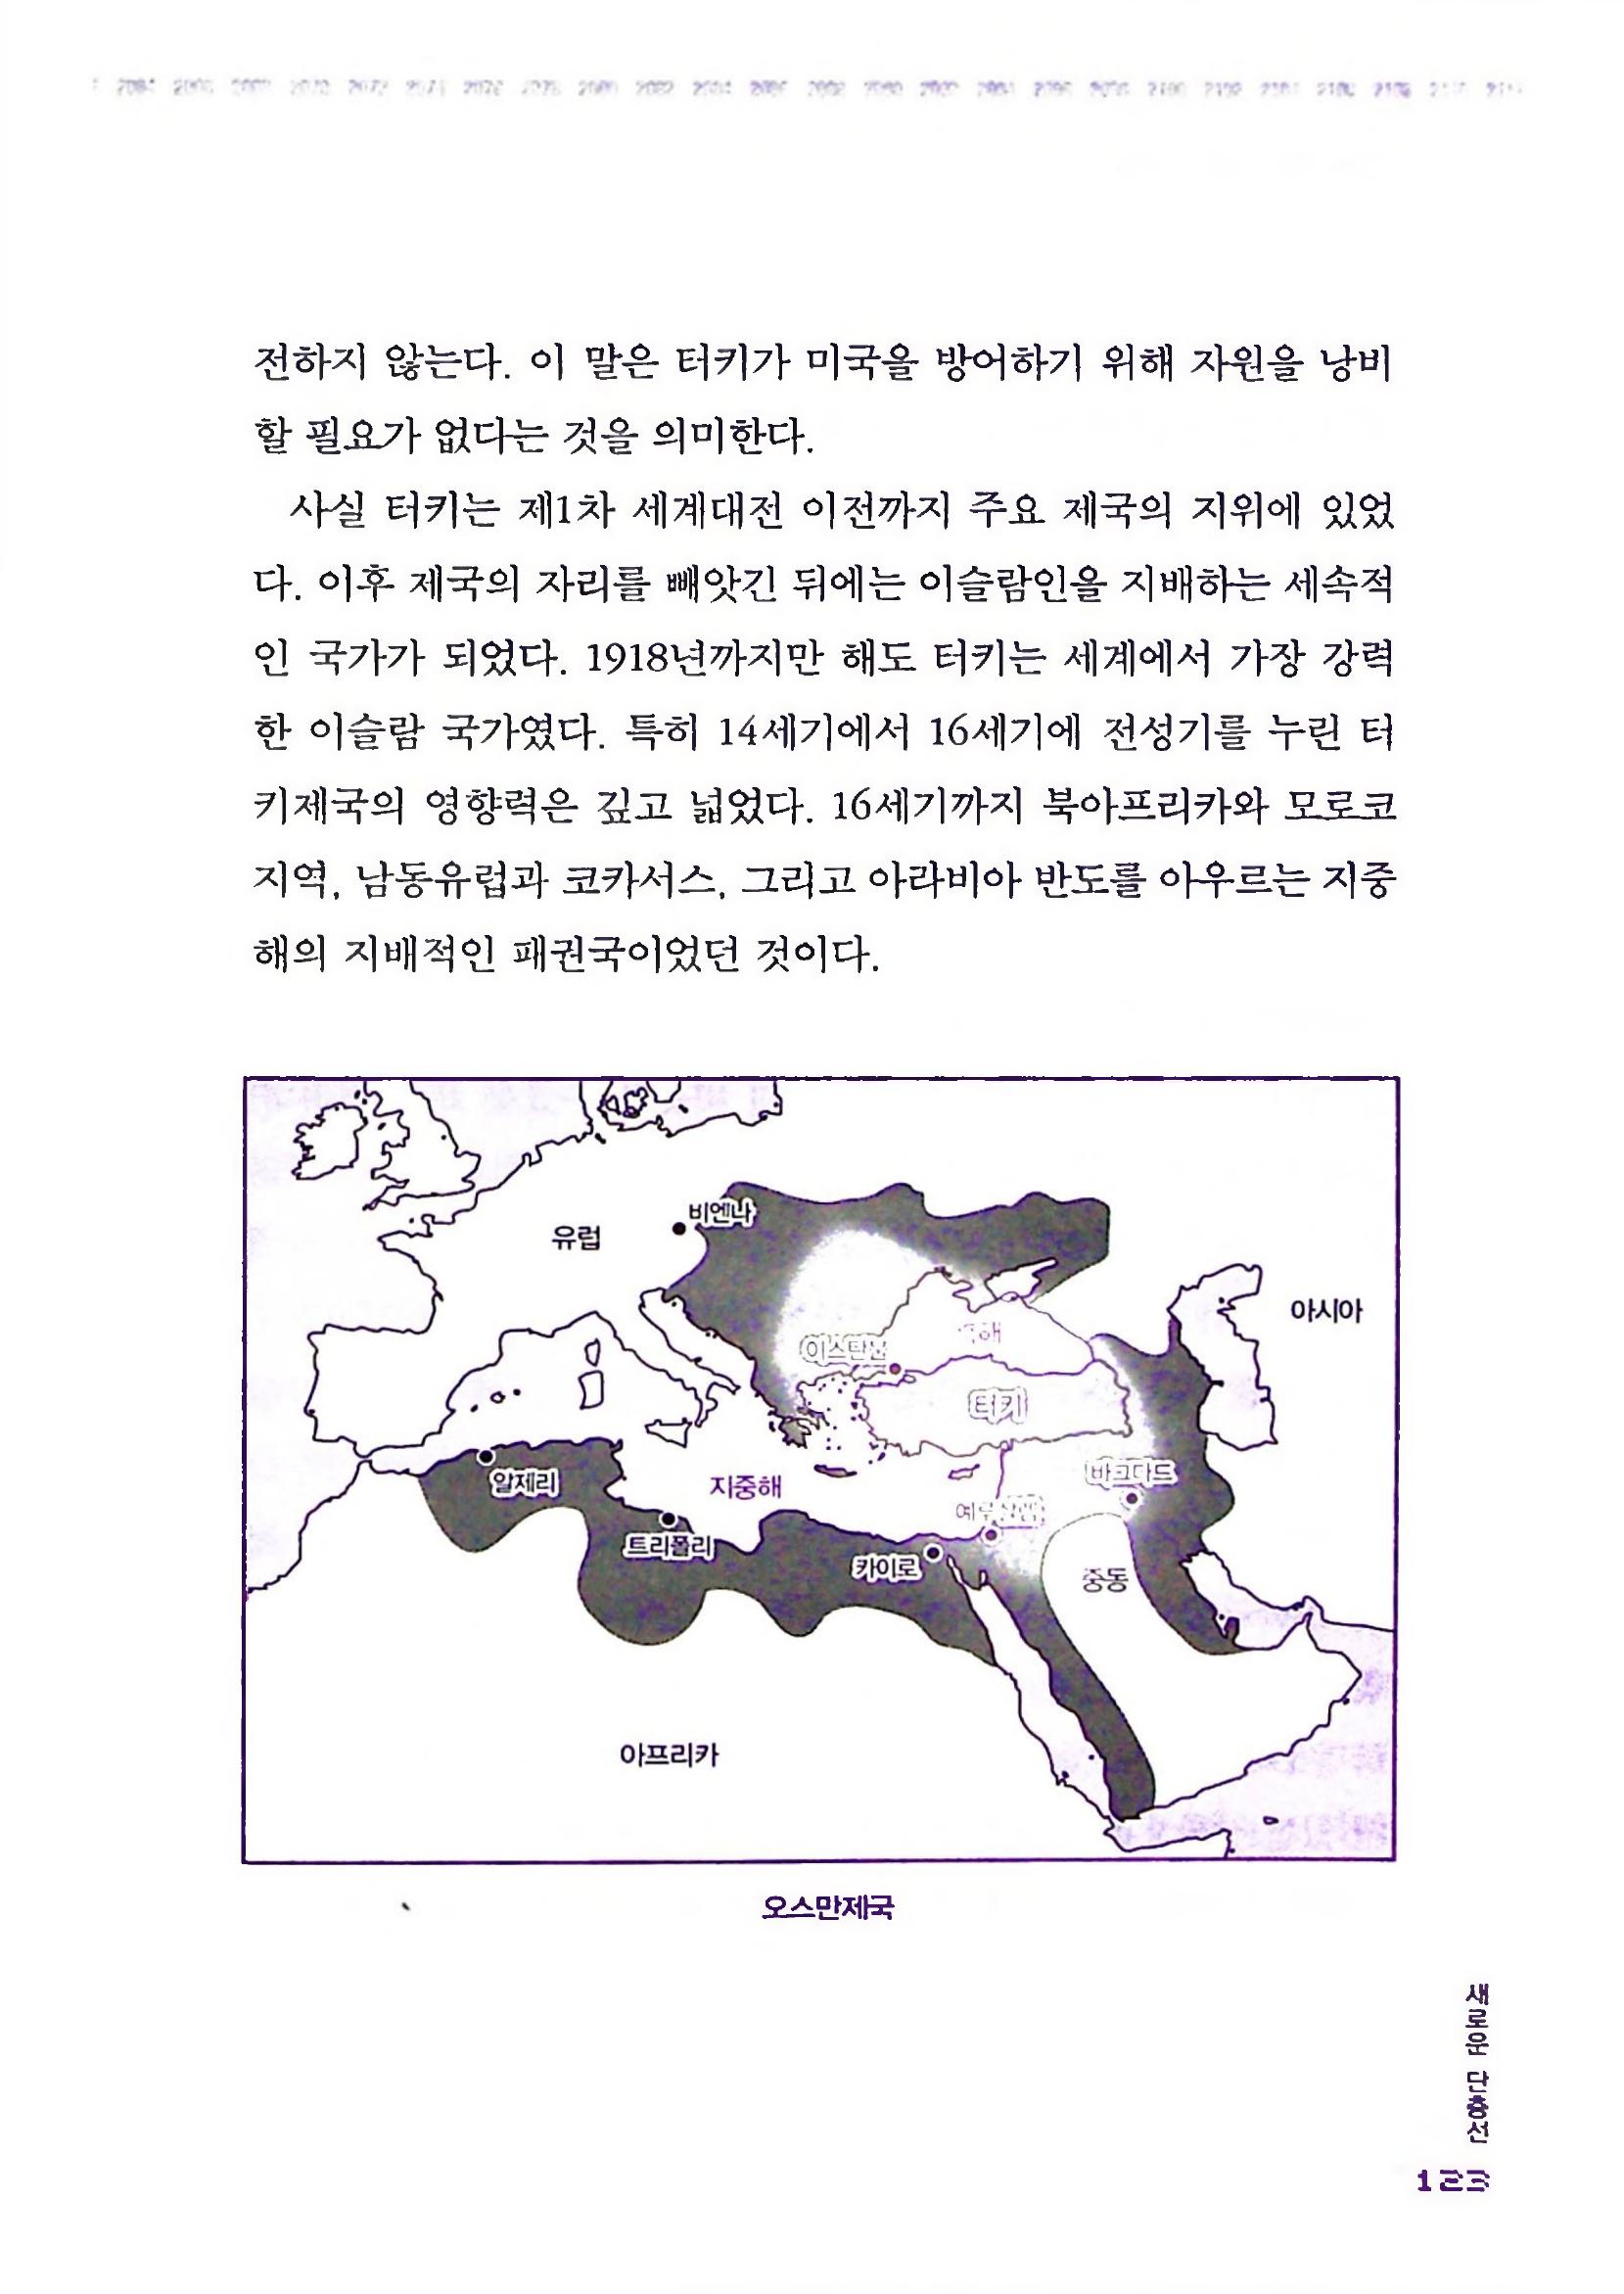 전하지 않는다. 이 말은 터키가 미국을 방어하기 위해 자원을 낭비
할 필요가 없다는 것을 의미한다.
사실 터키는 제1차 세계대전 이전까지 주요 제국의 지위에 있었
다. 이후 제국의 자리를 빼앗긴 뒤에는 이슬람인을 지배하는 세속적
인 국가가 되었다. 1918년까지만 해도 터키는 세계에서 가장 강력
한 이슬람 국가였다. 특히 14세기에서 16세기에 전성기를 누린 터
키제국의 영향력은 깊고 넓었다. 16세기까지 북아프리카와 모로코
지역, 남동유럽과 코카서스, 그리고 아라비아 반도를 아우르는 지중
해의 지배적인 패권국이었던 것이다.
비엔나
유럽
아시아
이스탄불
터키
바그다드
알제리
지중해
예루살렘
트리폴리
카이로
중동
아프리카
오스만제국
새로운 단층선
123